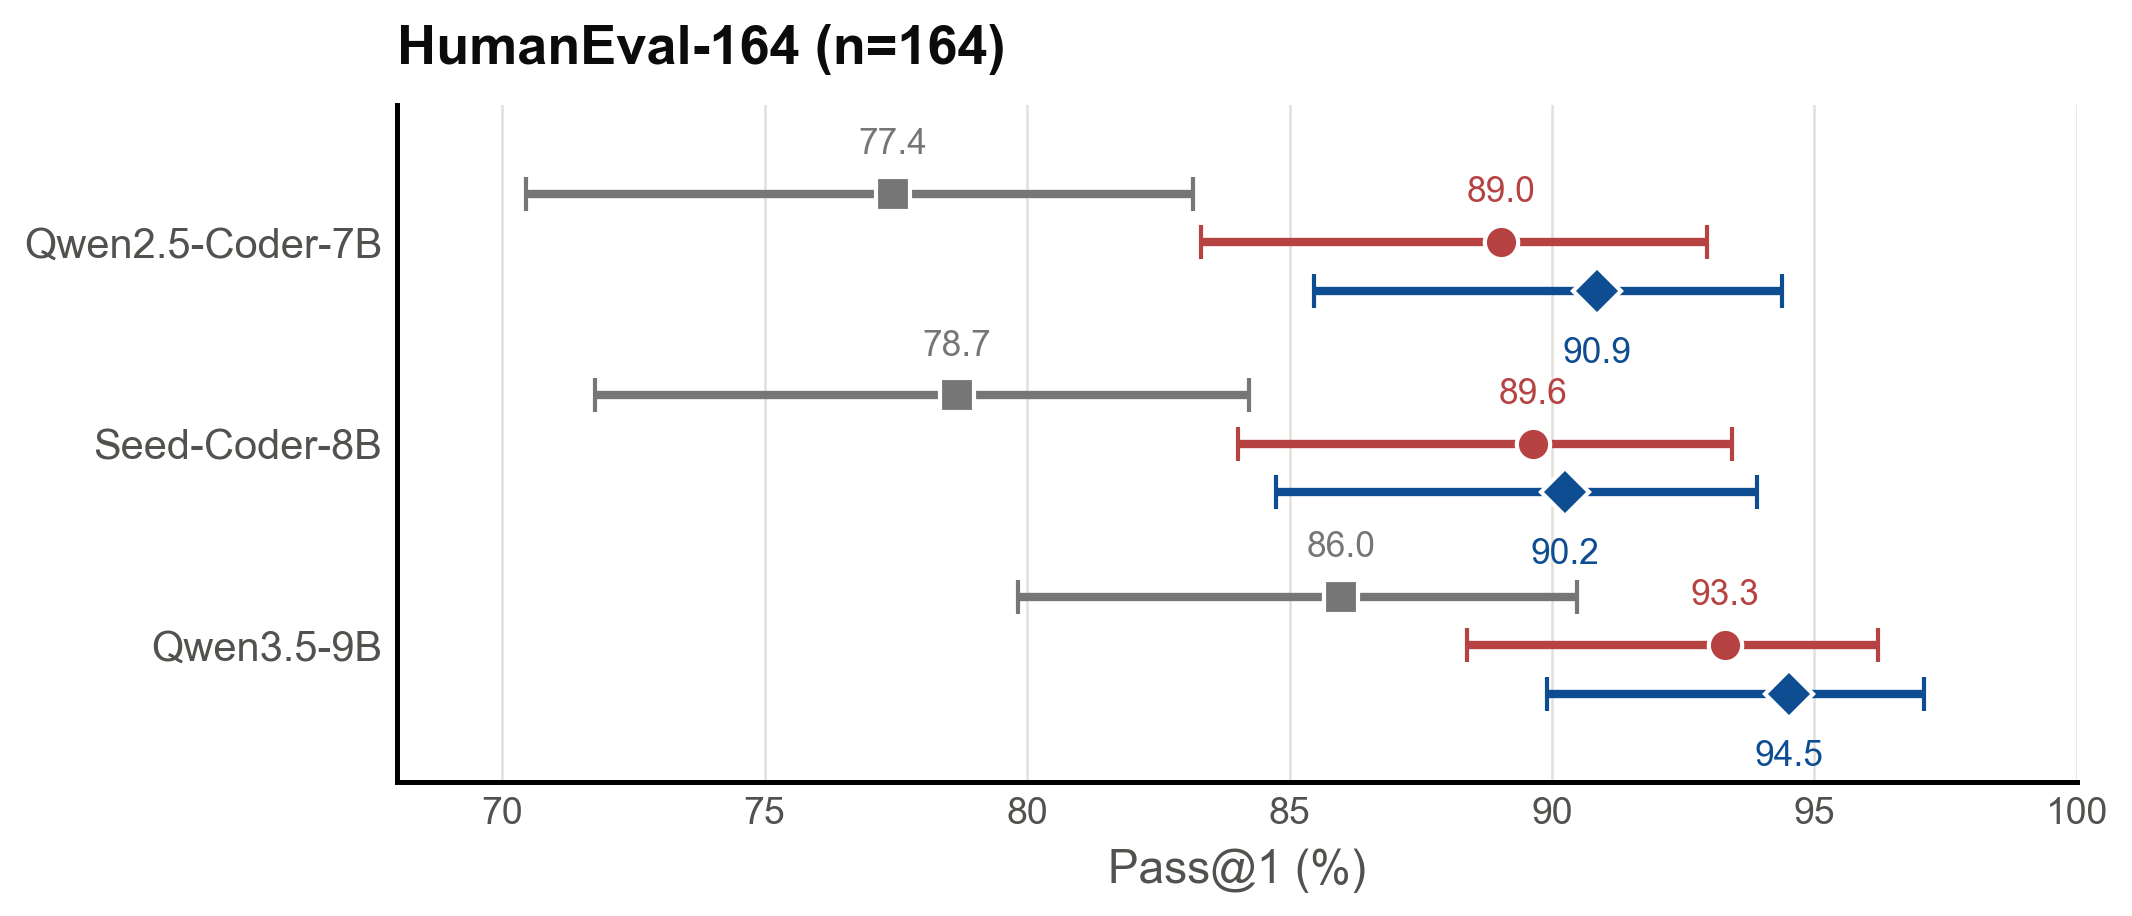 HumanEval-164 (n=164)
77.4
89.0
Qwen2.5-Coder-7B
90.9
78.7
89.6
Seed-Coder-8B
90.2
86.0
93.3
Qwen3.5-9B
94.5
70 75 80 85 90 95 100
Pass@1 (%)